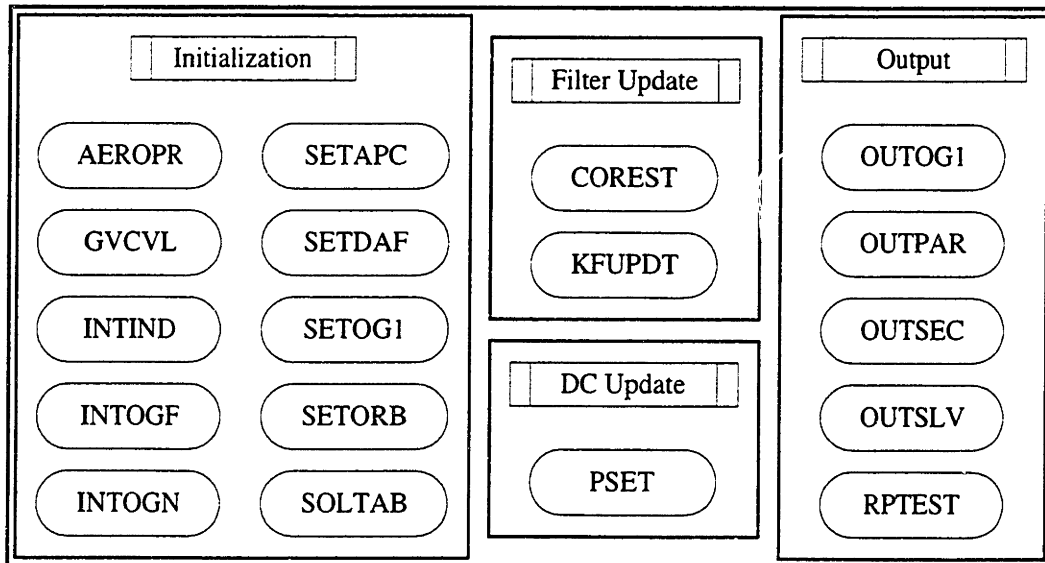 Initialization
AEROPR
SETAPC
GVCVL
SETDAF
INTIND
SETOG1
INTOGF
SETORB
INTOGN
SOLTAB
Filter Update
COREST
KFUPDT
DC Update
PSET
Output
OUTOG1
OUTPAR
OUTSEC
OUTSLV
RPTEST